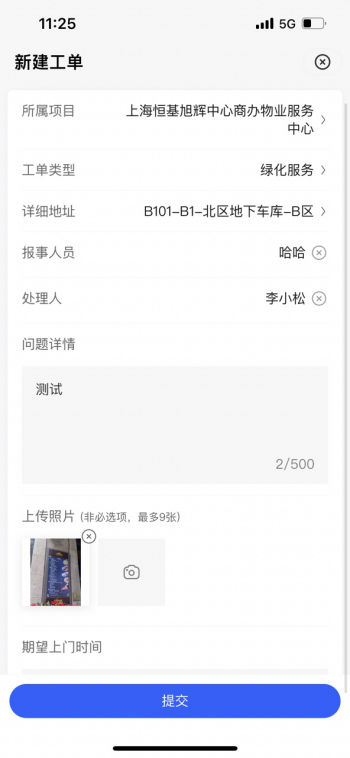 11:25
5G
新建工单
所属项目
上海恒基旭辉中心商办物业服务
中心
工单类型
绿化服务
详细地址
B101-B1-北区地下车库-B区
报事人员
哈哈
处理人
李小松
问题详情
测试
2/500
上传照片 (非必选项，最多9张)
期望上门时间
提交